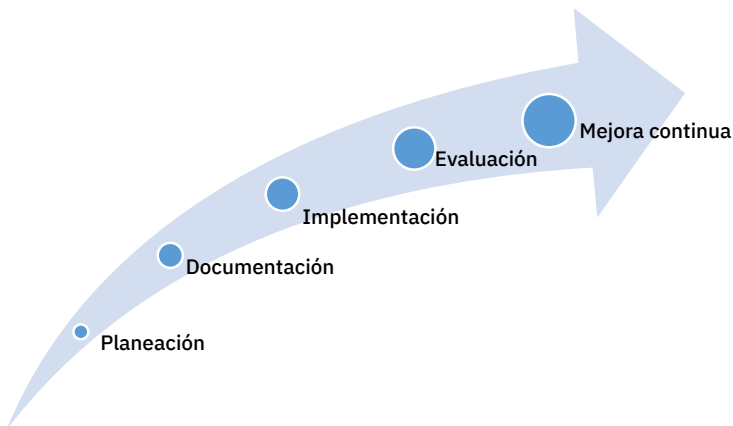 Mejora continua
Evaluación
Implementación
Documentación
Planeación